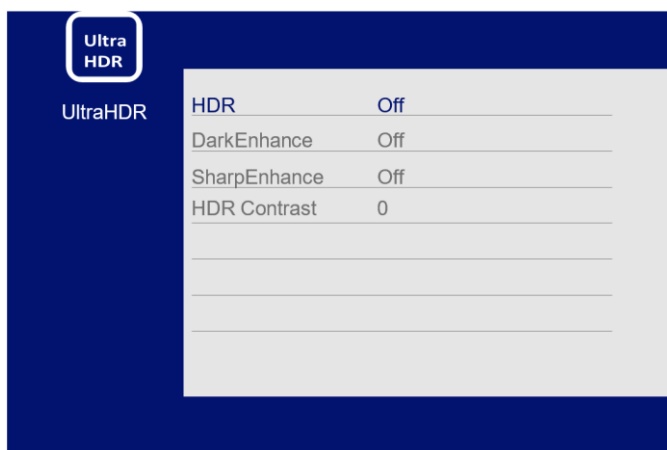 Ultra
HDR
UltraHDR
HDR Off
DarkEnhance Off
SharpEnhance Off
HDR Contrast 0